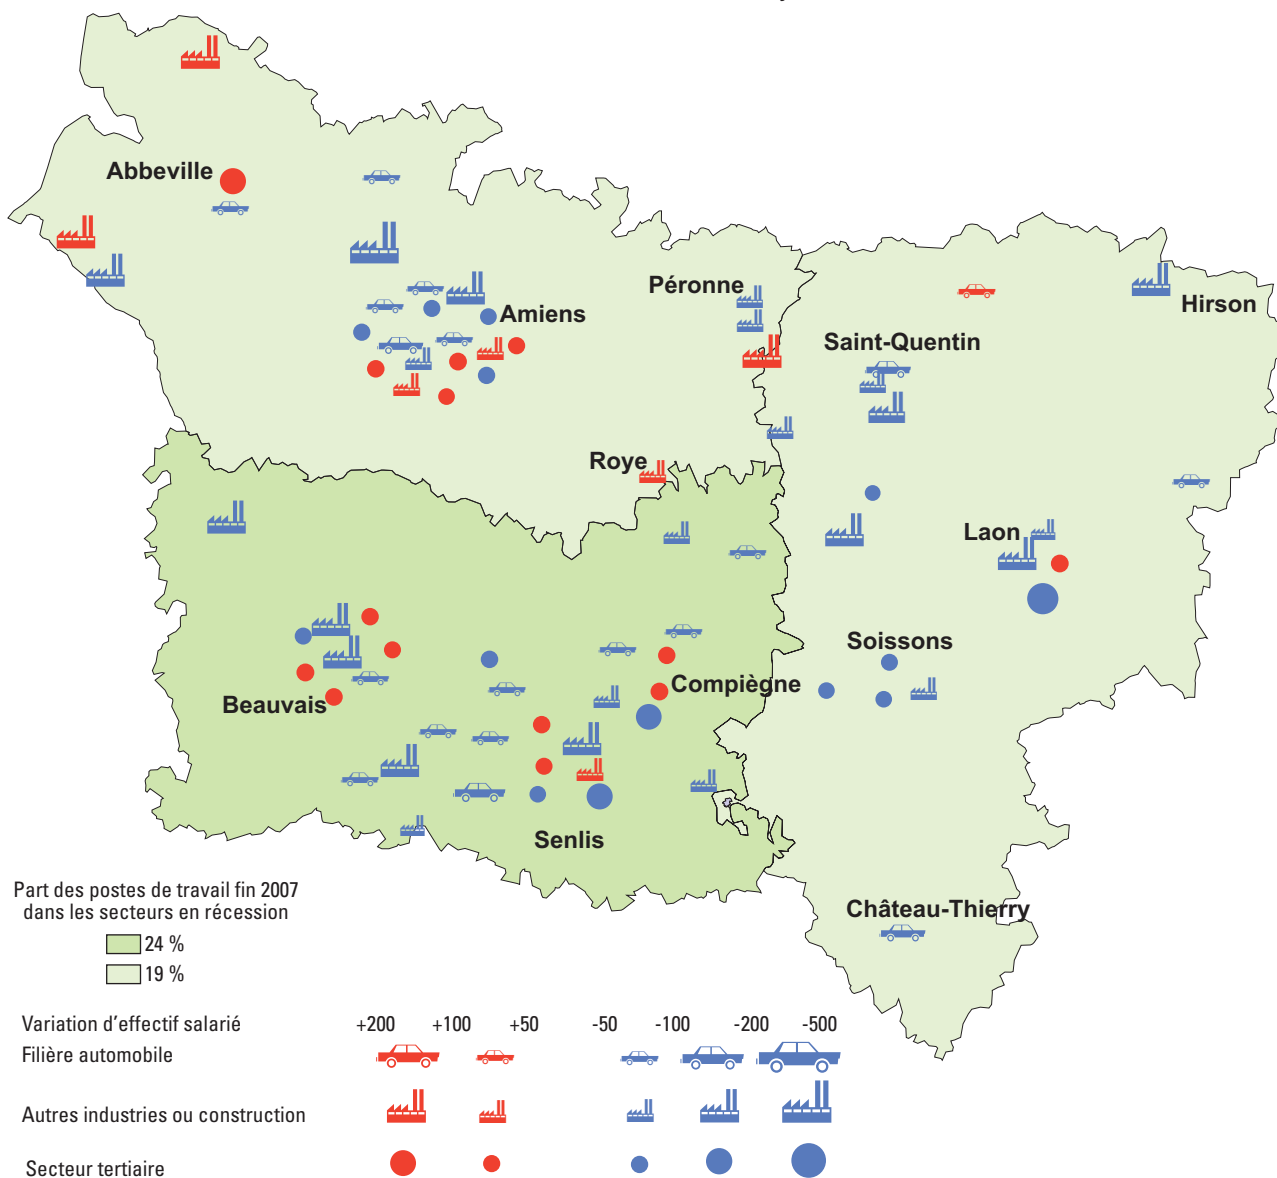 Abbeville
Péronne
Hirson
Amiens
Saint-Quentin
Roye
Laon
Soissons
Compiègne
Beauvais
Senlis
Château-Thierry
Part des postes de travail fin 2007
dans les secteurs en récession
24 %
19 %
Variation d'effectif salarié +200 +100 +50 -50 -100 -200 -500
Filière automobile
Autres industries ou construction
Secteur tertiaire